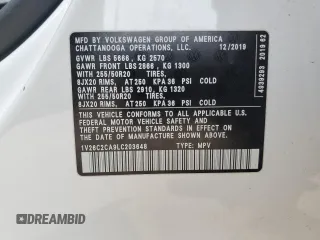 MFD BY VOLKSWAGEN GROUP OF AMERICA
CHATTANOOGA OPERATIONS, LLC. 12/2019
GVWR LBS 5666, KG 2570
GAWR FRONT LBS 2866 , KG 1300
WITH 255/50R20 TIRES,
8JX20 RIMS, AT 250 KPA 36 PSI COLD
GAWR REAR LBS 2910, KG 1320
WITH 255/50R20 TIRES,
8JX20 RIMS, AT 250 KPA 36 PSI COLD
THIS VEHICLE CONFORMS TO ALL APPLICABLE
FEDERAL MOTOR VEHICLE SAFETY, BUMPER,
AND THEFT PREVENTION STANDARDS IN EFFECT ON
THE DATE OF MANUFACTURE SHOWN ABOVE
1V26C2CA9LC203648 TYPE: MPV
© DREAMBID